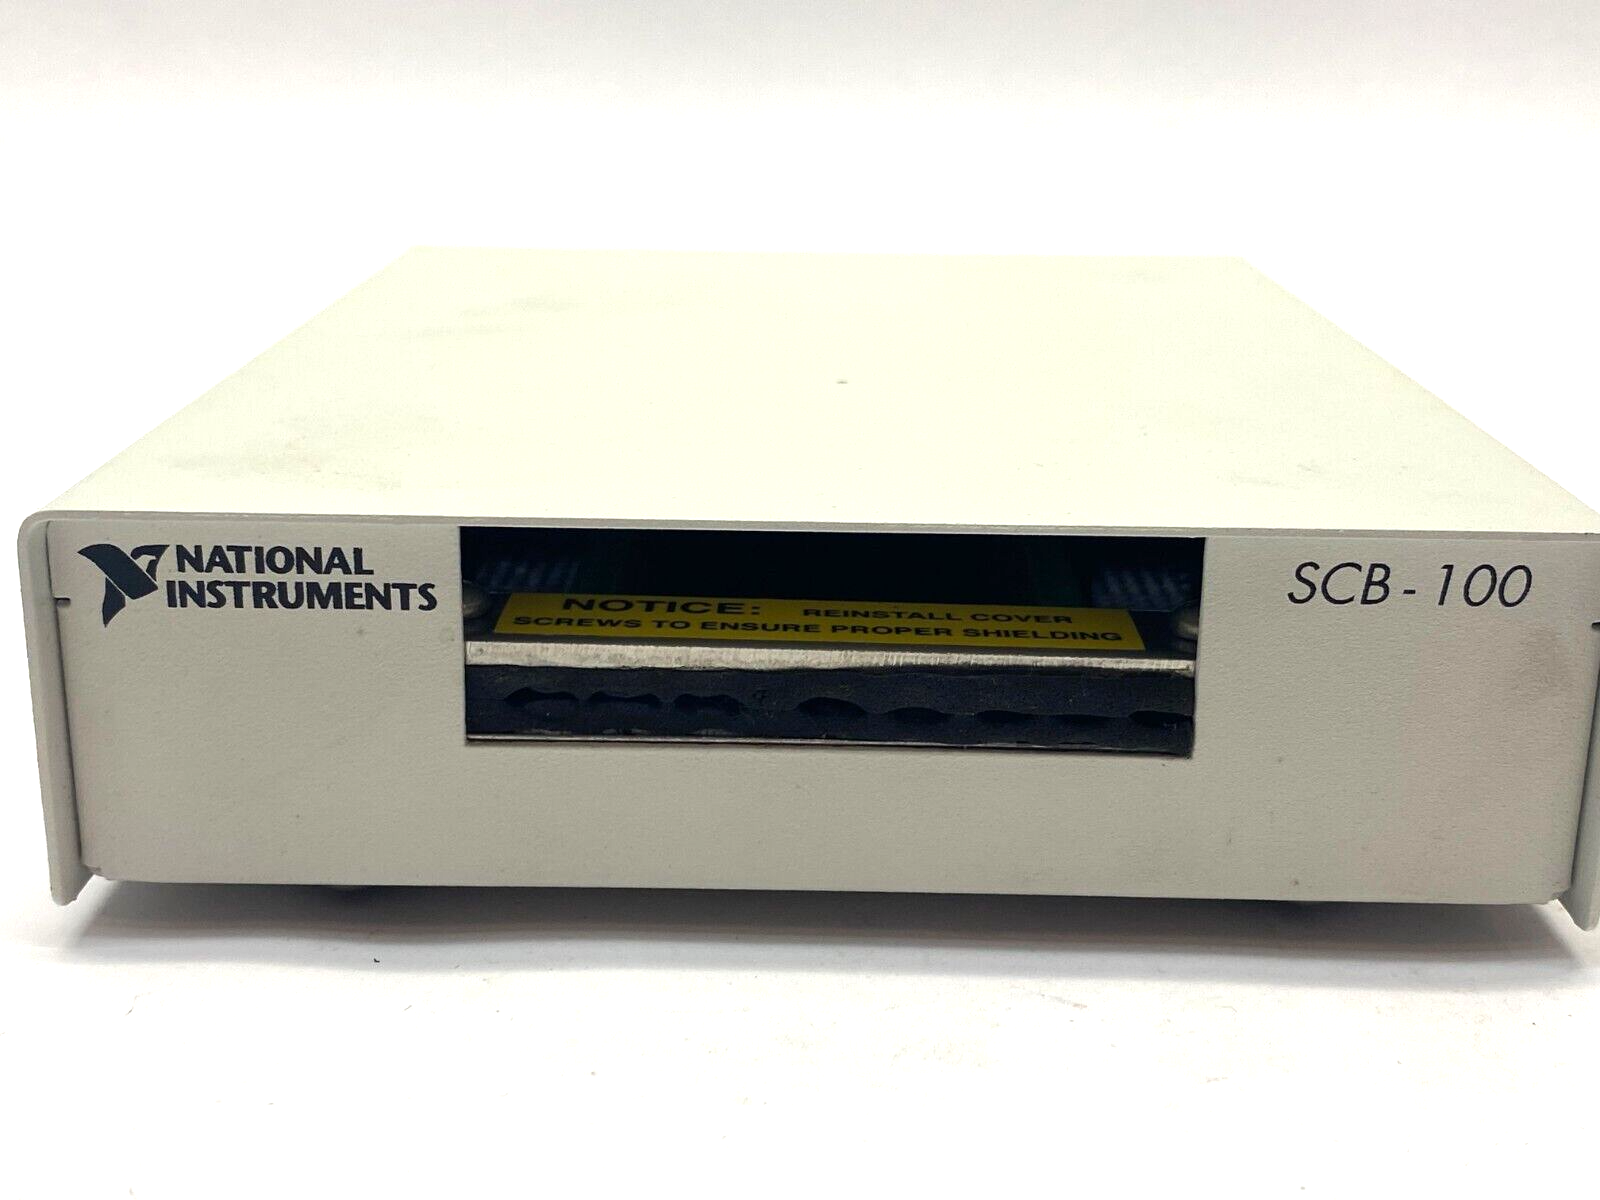 NATIONAL
INSTRUMENTS
SCB - 100
NOTICE: REINSTALL COVER
SCREWS TO ENSURE PROPER SHIELDING